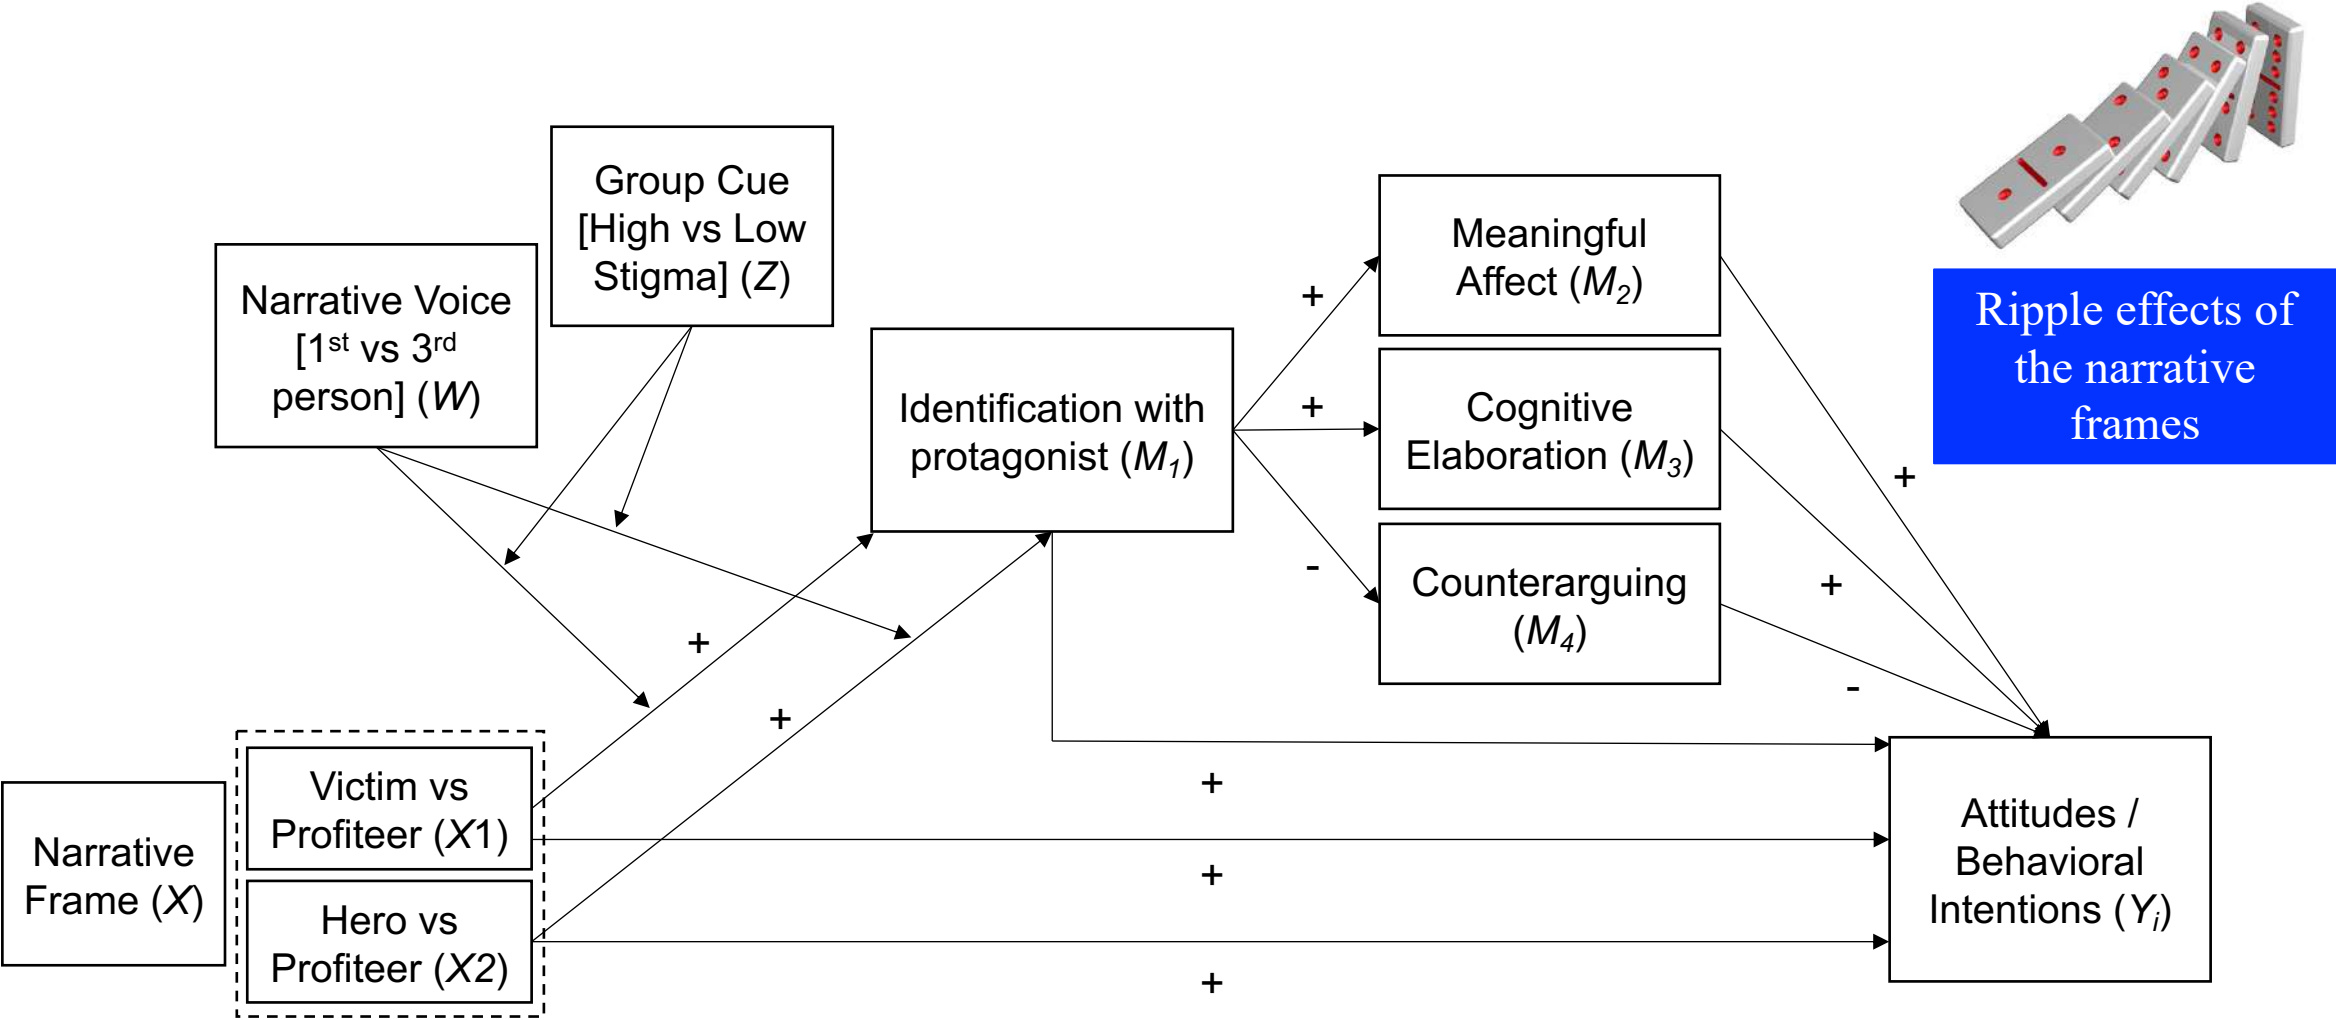 Group Cue
[High vs Low
Stigma] (Z)
Narrative Voice
[1st vs 3rd
person] (W)
Identification with
protagonist (M1)
Meaningful
Affect (M2)
Cognitive
Elaboration (M3)
Counterarguing
(M4)
Ripple effects of
the narrative
frames
+
+
-
+
+
-
+
+
+
+
+
Narrative
Frame (X)
Victim vs
Profiteer (X1)
Hero vs
Profiteer (X2)
Attitudes /
Behavioral
Intentions (Yi)